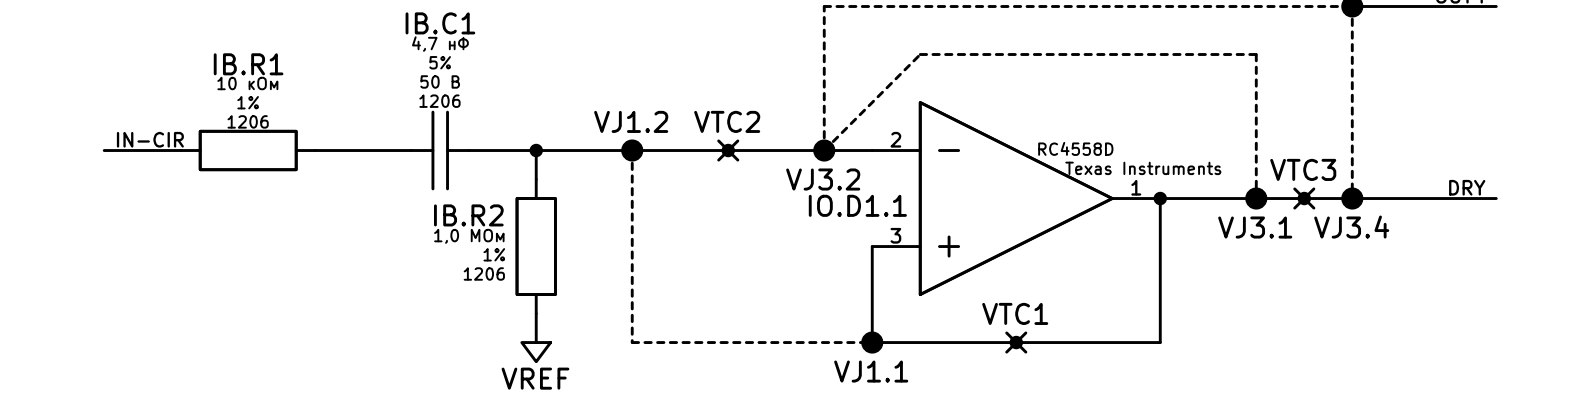 IB.C1
4,7 нФ
5%
50 В
1206
IB.R1
10 кОм
1%
1206
IN-CIR
VJ1.2
VTC2
2
VJ3.2
IO.D1.1
3
RC4558D
Texas Instruments
1
VTC3
DRY
VJ3.1
VJ3.4
IB.R2
1,0 МОм
1%
1206
VTC1
VJ1.1
VREF